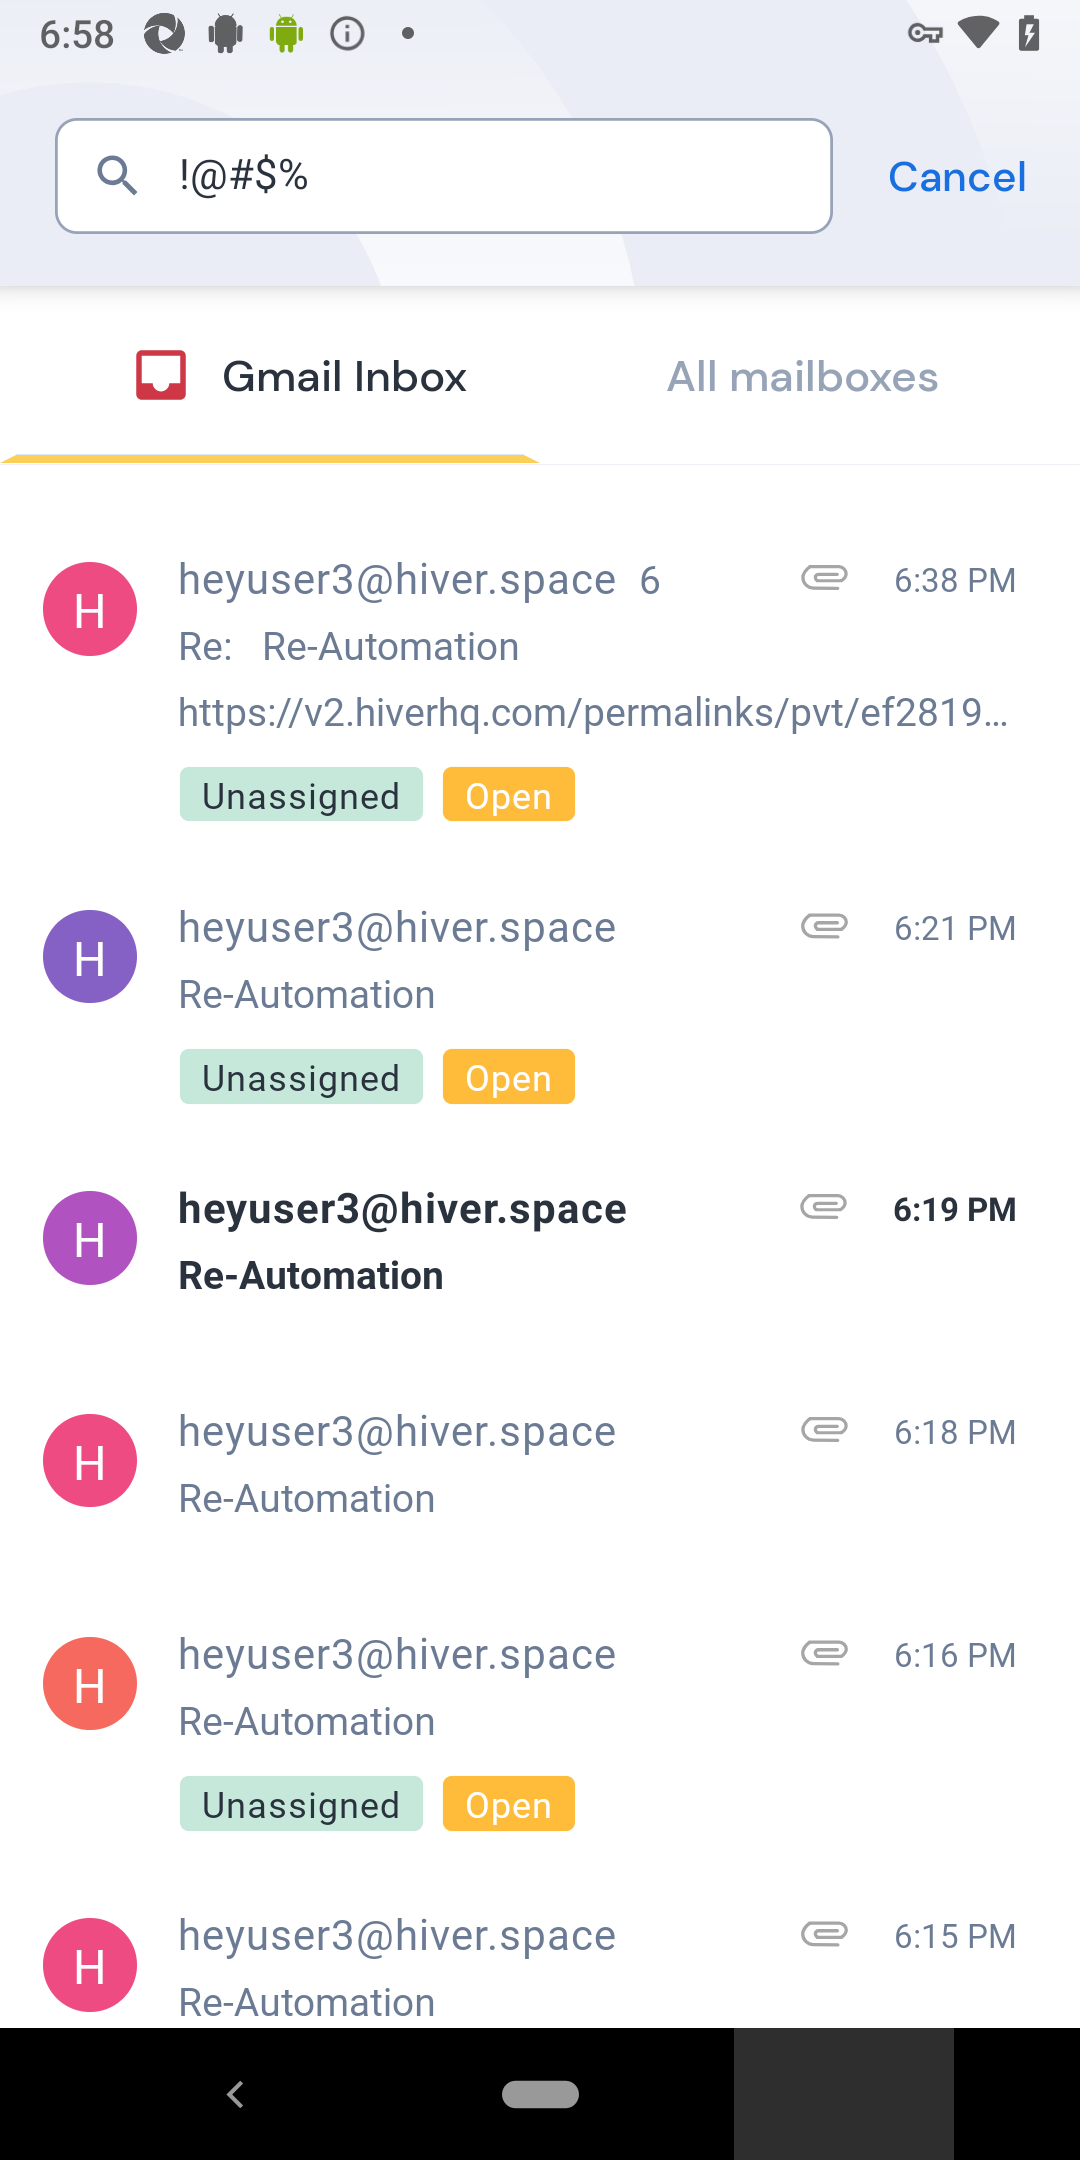 6:58
!@#$%
Cancel
Gmail Inbox
All mailboxes
H
heyuser3@hiver.space 6
6:38 PM
Re: Re-Automation
https://v2.hiverhq.com/permalinks/pvt/ef2819...
Unassigned
Open
H
heyuser3@hiver.space
6:21 PM
Re-Automation
Unassigned
Open
H
heyuser3@hiver.space
6:19 PM
Re-Automation
H
heyuser3@hiver.space
6:18 PM
Re-Automation
H
heyuser3@hiver.space
6:16 PM
Re-Automation
Unassigned
Open
H
heyuser3@hiver.space
6:15 PM
Re-Automation